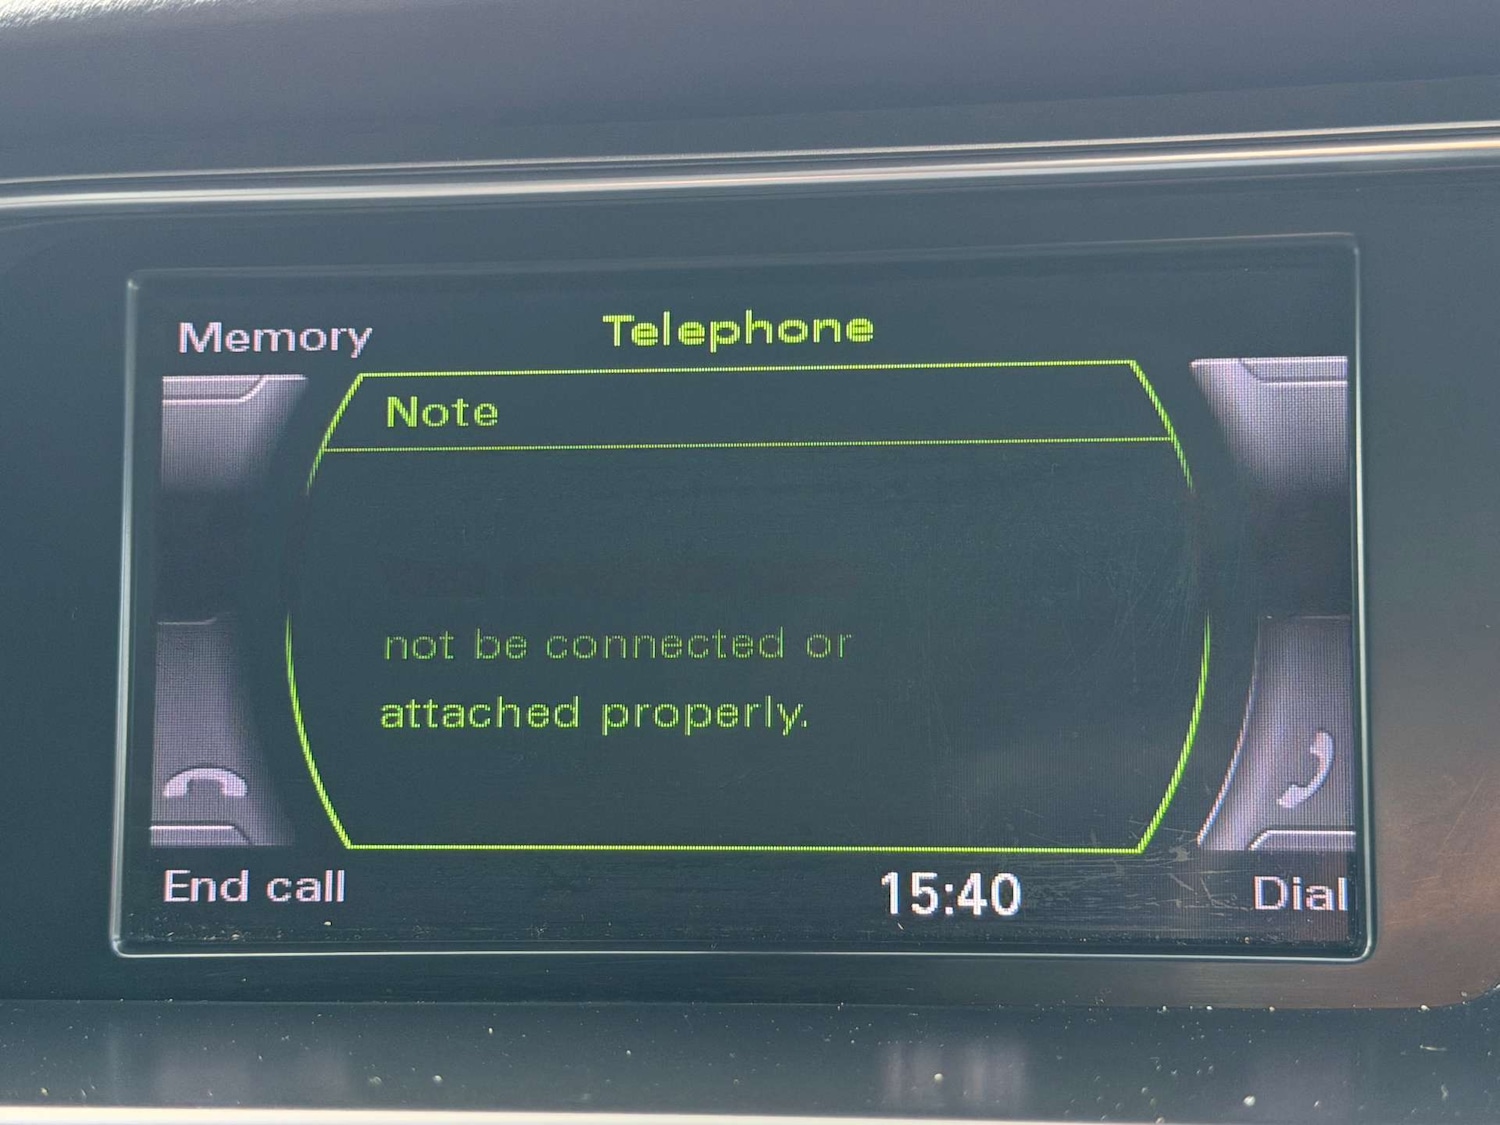 Memory
Telephone
Note
not be connected or
attached properly.
End call
15:40
Dial